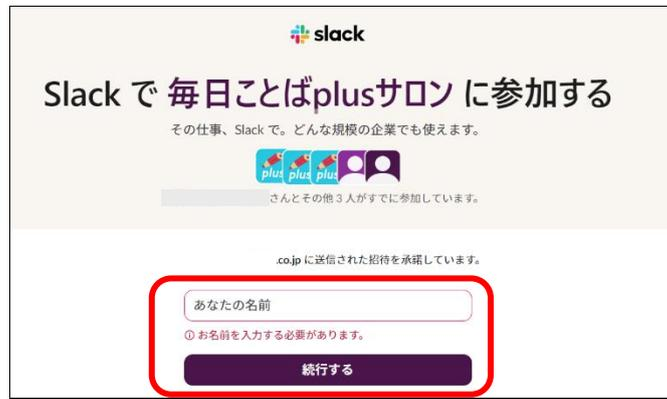 slack
Slack で 毎日ことばplusサロン に参加する
その仕事、Slack で。どんな規模の企業でも使えます。
plus plus plus
さんとその他 3 人がすでに参加しています。
.co.jp に送信された招待を承諾しています。
あなたの名前
お名前を入力する必要があります。
続行する